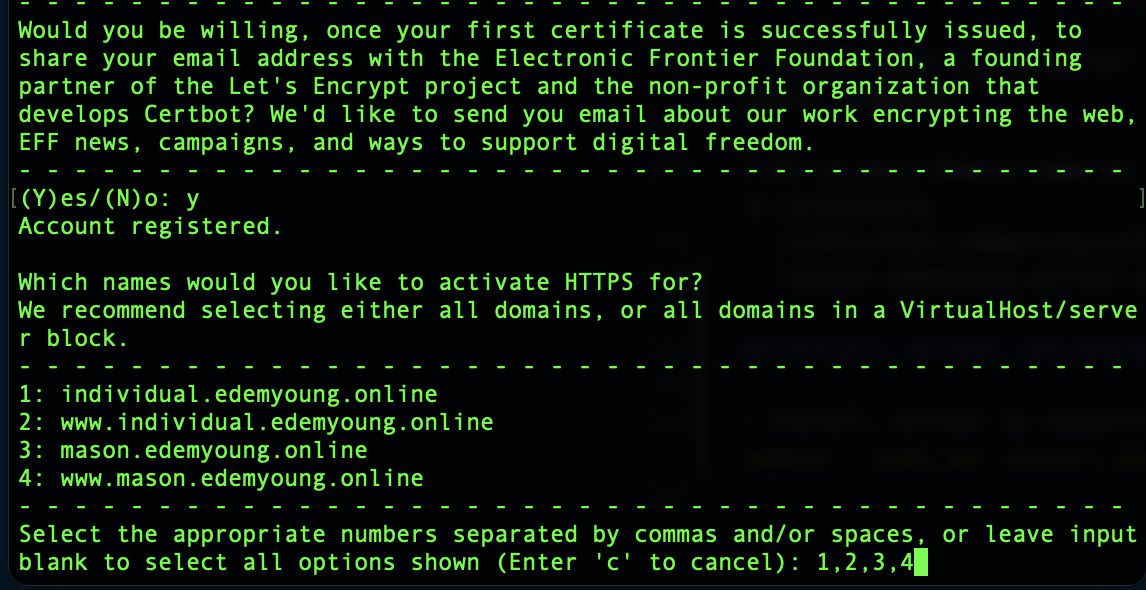 - - - - - - - - - - - - - - - - - - - - - - - - - - - - - - - - - - - - - - - -
Would you be willing, once your first certificate is successfully issued, to
share your email address with the Electronic Frontier Foundation, a founding
partner of the Let's Encrypt project and the non-profit organization that
develops Certbot? We'd like to send you email about our work encrypting the web,
EFF news, campaigns, and ways to support digital freedom.
- - - - - - - - - - - - - - - - - - - - - - - - - - - - - - - - - - - - - - - -
[(Y)es/(N)o: y ]
Account registered.
Which names would you like to activate HTTPS for?
We recommend selecting either all domains, or all domains in a VirtualHost/serve
r block.
- - - - - - - - - - - - - - - - - - - - - - - - - - - - - - - - - - - - - - - -
1: individual.edemyoung.online
2: www.individual.edemyoung.online
3: mason.edemyoung.online
4: www.mason.edemyoung.online
- - - - - - - - - - - - - - - - - - - - - - - - - - - - - - - - - - - - - - - -
Select the appropriate numbers separated by commas and/or spaces, or leave input
blank to select all options shown (Enter 'c' to cancel): 1,2,3,4